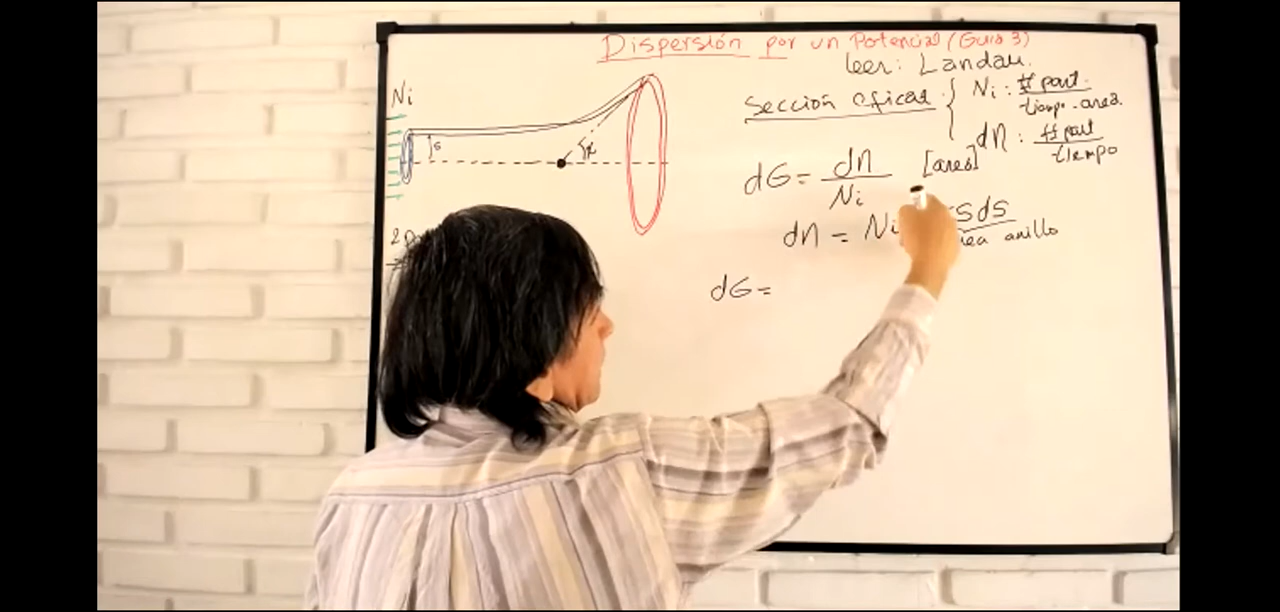 Dispersión por un Potencial (Guía 3)
leer: Landau.
Ni
Sección eficaz
Ni: # part
tiempo.area.
dn: # part
tiempo
s
χ
dσ = dn / Ni [area]
dn = Ni sds
anillo
dσ =